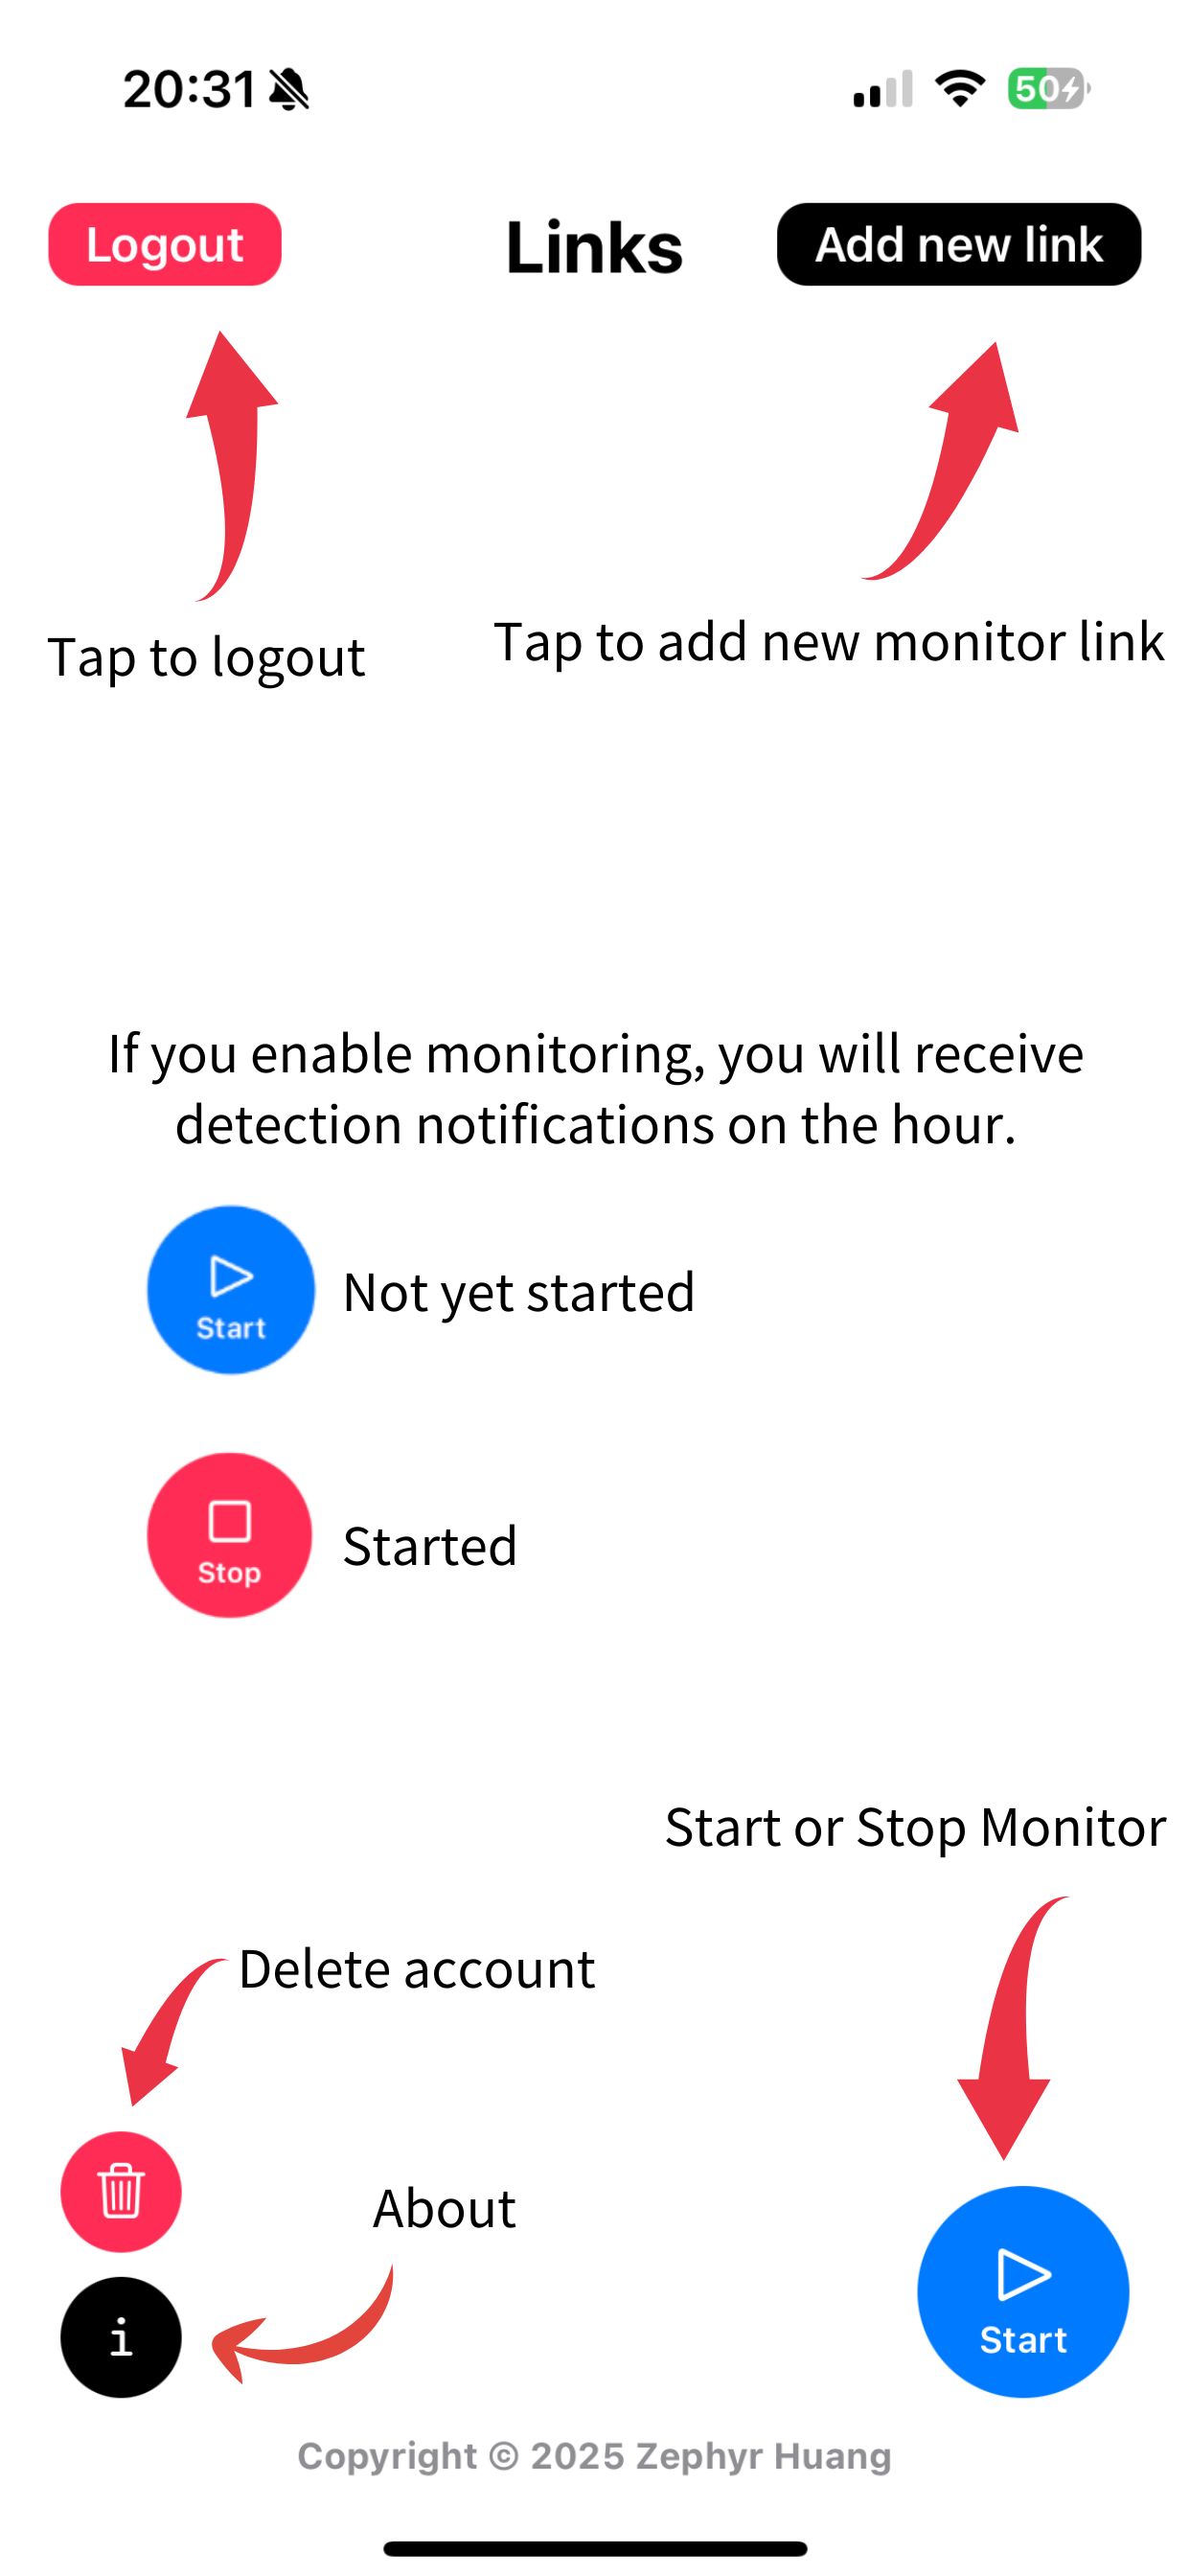 20:31
50
Logout
Links
Add new link
Tap to logout
Tap to add new monitor link
If you enable monitoring, you will receive
detection notifications on the hour.
Start
Not yet started
Stop
Started
Start or Stop Monitor
Delete account
About
i
Start
Copyright © 2025 Zephyr Huang